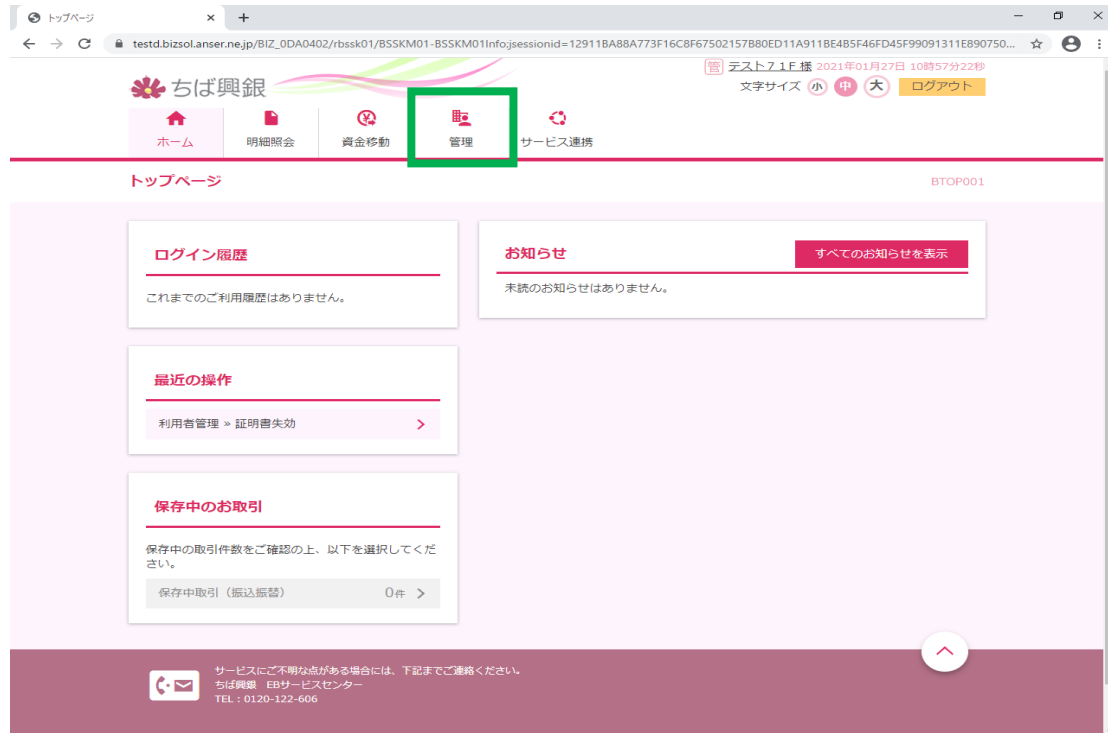 トップページ
testd.bizsol.anser.ne.jp/BIZ_0DA0402/rbssk01/BSSKM01-BSSKM01Info;jsessionid=12911BA88A773F16C8F67502157B80ED11A911BE4B5F46FD45F99091311E890750...
管 テスト71F 様 2021年01月27日 10時57分22秒
ちば興銀
文字サイズ 小 中 大 ログアウト
ホーム 明細照会 資金移動 管理 サービス連携
トップページ BTOP001
ログイン履歴
これまでのご利用履歴はありません。
お知らせ すべてのお知らせを表示
未読のお知らせはありません。
最近の操作
利用者管理 » 証明書失効
保存中のお取引
保存中の取引件数をご確認の上、以下を選択してくだ
さい。
保存中取引（振込振替） 0件
サービスにご不明な点がある場合には、下記までご連絡ください。
ちば興銀 EBサービスセンター
TEL：0120-122-606